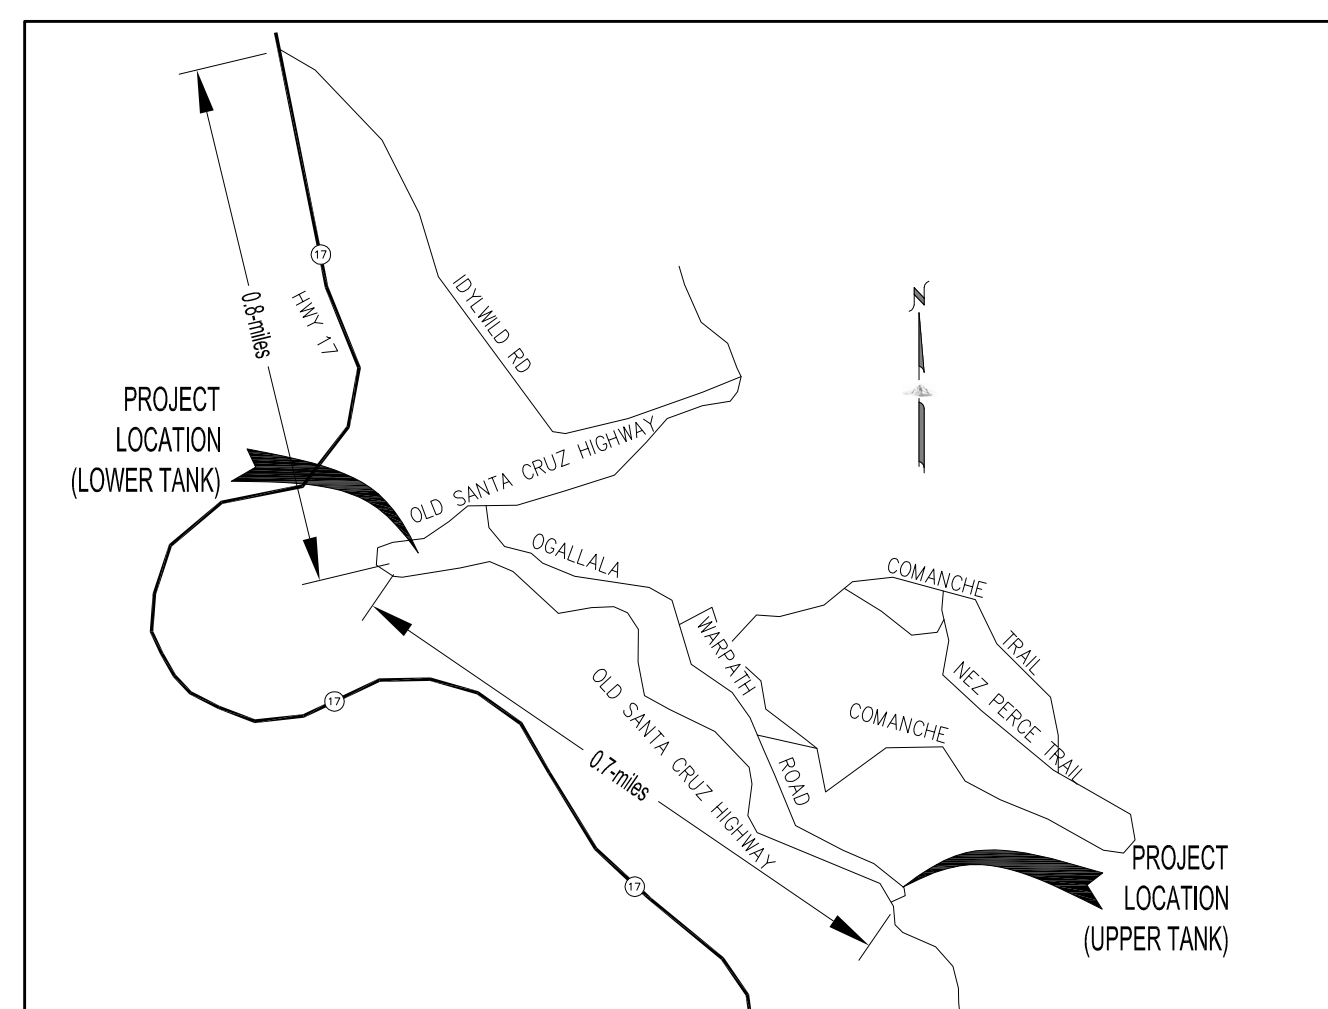 17
HWY 17
0.8-miles
IDYLWILD RD
N
PROJECT
LOCATION
(LOWER TANK)
OLD SANTA CRUZ HIGHWAY
OGALLALA
COMANCHE
TRAIL
WARPATH
NEZ PERCE TRAIL
OLD SANTA CRUZ HIGHWAY
17
COMANCHE
0.7-miles
ROAD
17
PROJECT
LOCATION
(UPPER TANK)